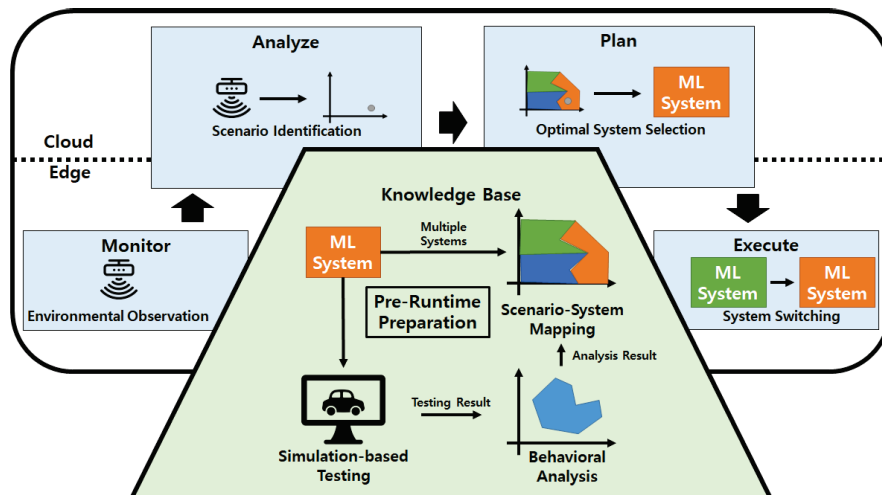 Analyze
Scenario Identification
Plan
ML
System
Optimal System Selection
Cloud
Edge
Monitor
Environmental Observation
Execute
ML
System
ML
System
System Switching
Knowledge Base
ML
System
Multiple
Systems
Pre-Runtime
Preparation
Scenario-System
Mapping
Analysis Result
Testing Result
Simulation-based
Testing
Behavioral
Analysis